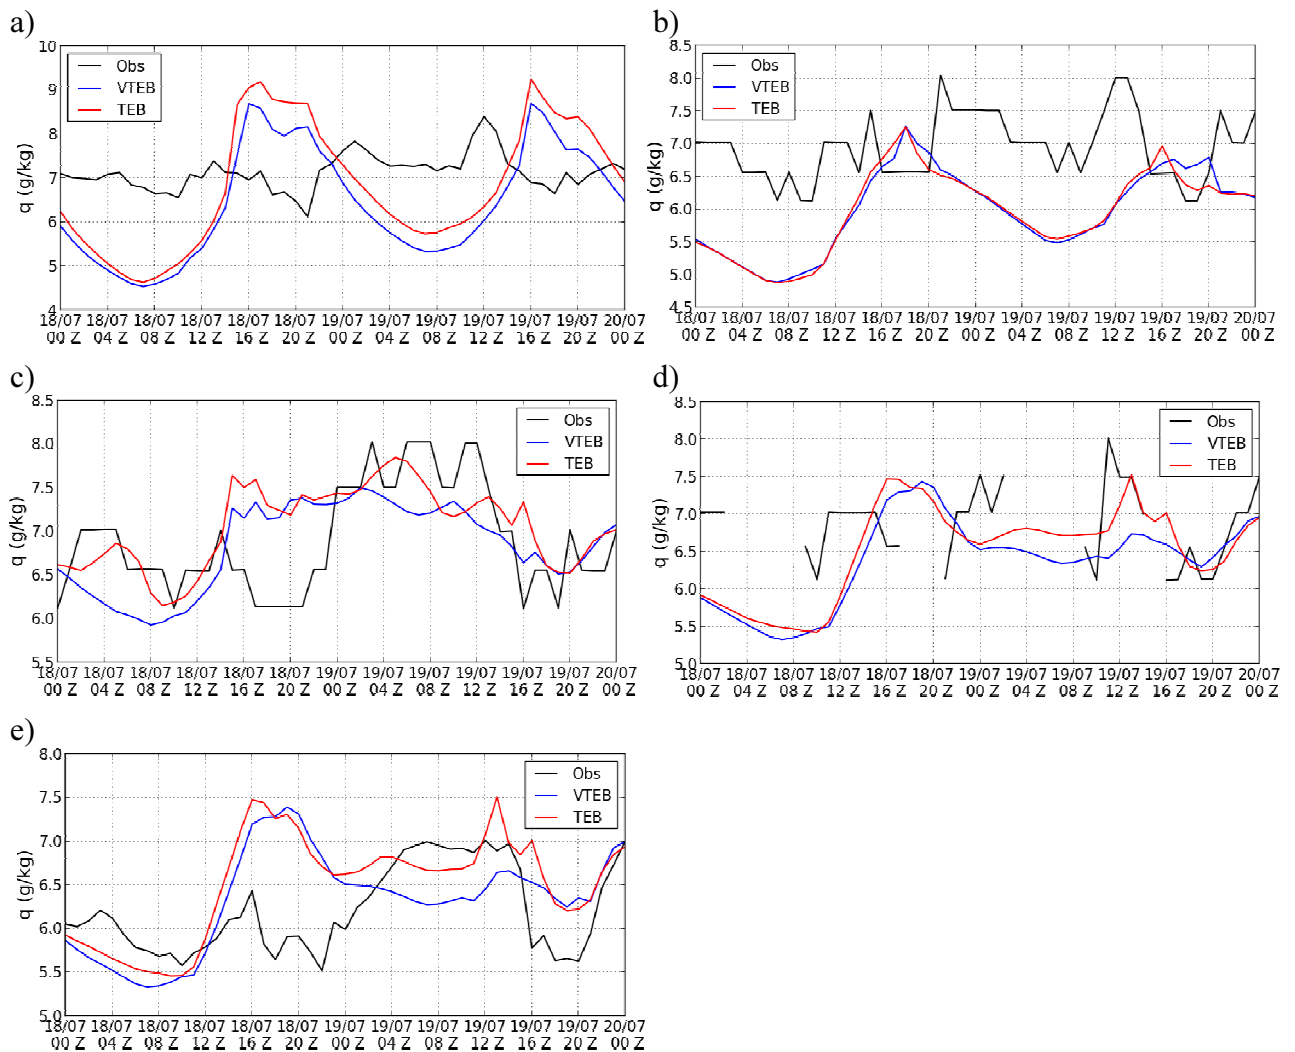 a)
10
9
8
7
6
5
4
q (g/kg)
Obs
VTEB
TEB
18/07 18/07 18/07 18/07 18/07 18/07 19/07 19/07 19/07 19/07 19/07 19/07 20/07
00 Z 04 Z 08 Z 12 Z 16 Z 20 Z 00 Z 04 Z 08 Z 12 Z 16 Z 20 Z 00 Z
b)
8.5
8.0
7.5
7.0
6.5
6.0
5.5
5.0
4.5
q (g/kg)
Obs
VTEB
TEB
18/07 18/07 18/07 18/07 18/07 18/07 19/07 19/07 19/07 19/07 19/07 19/07 20/07
00 Z 04 Z 08 Z 12 Z 16 Z 20 Z 00 Z 04 Z 08 Z 12 Z 16 Z 20 Z 00 Z
c)
8.5
8.0
7.5
7.0
6.5
6.0
5.5
q (g/kg)
Obs
VTEB
TEB
18/07 18/07 18/07 18/07 18/07 18/07 19/07 19/07 19/07 19/07 19/07 19/07 20/07
00 Z 04 Z 08 Z 12 Z 16 Z 20 Z 00 Z 04 Z 08 Z 12 Z 16 Z 20 Z 00 Z
d)
8.5
8.0
7.5
7.0
6.5
6.0
5.5
5.0
q (g/kg)
Obs
VTEB
TEB
18/07 18/07 18/07 18/07 18/07 18/07 19/07 19/07 19/07 19/07 19/07 19/07 20/07
00 Z 04 Z 08 Z 12 Z 16 Z 20 Z 00 Z 04 Z 08 Z 12 Z 16 Z 20 Z 00 Z
e)
8.0
7.5
7.0
6.5
6.0
5.5
5.0
q (g/kg)
Obs
VTEB
TEB
18/07 18/07 18/07 18/07 18/07 18/07 19/07 19/07 19/07 19/07 19/07 19/07 20/07
00 Z 04 Z 08 Z 12 Z 16 Z 20 Z 00 Z 04 Z 08 Z 12 Z 16 Z 20 Z 00 Z